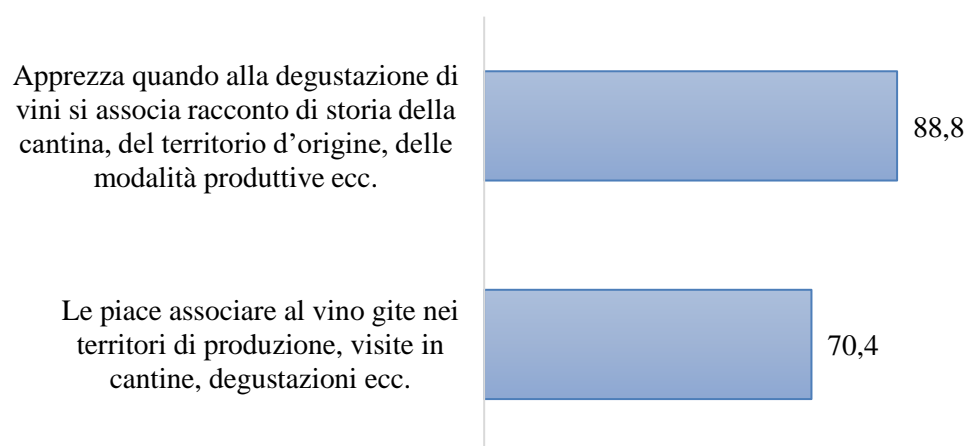 Apprezza quando alla degustazione di
vini si associa racconto di storia della
cantina, del territorio d’origine, delle
modalità produttive ecc.
88,8
Le piace associare al vino gite nei
territori di produzione, visite in
cantine, degustazioni ecc.
70,4